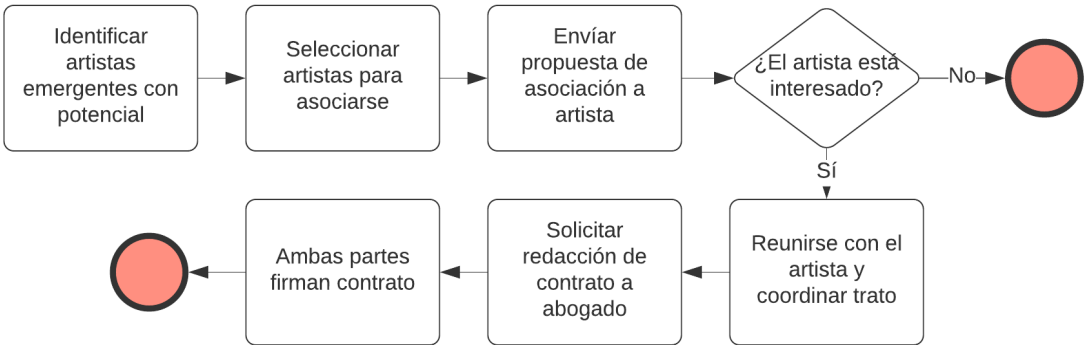 Identificar
artistas
emergentes con
potencial
Seleccionar
artistas para
asociarse
Envíar
propuesta de
asociación a
artista
¿El artista está
interesado?
No
Sí
Reunirse con el
artista y
coordinar trato
Solicitar
redacción de
contrato a
abogado
Ambas partes
firman contrato